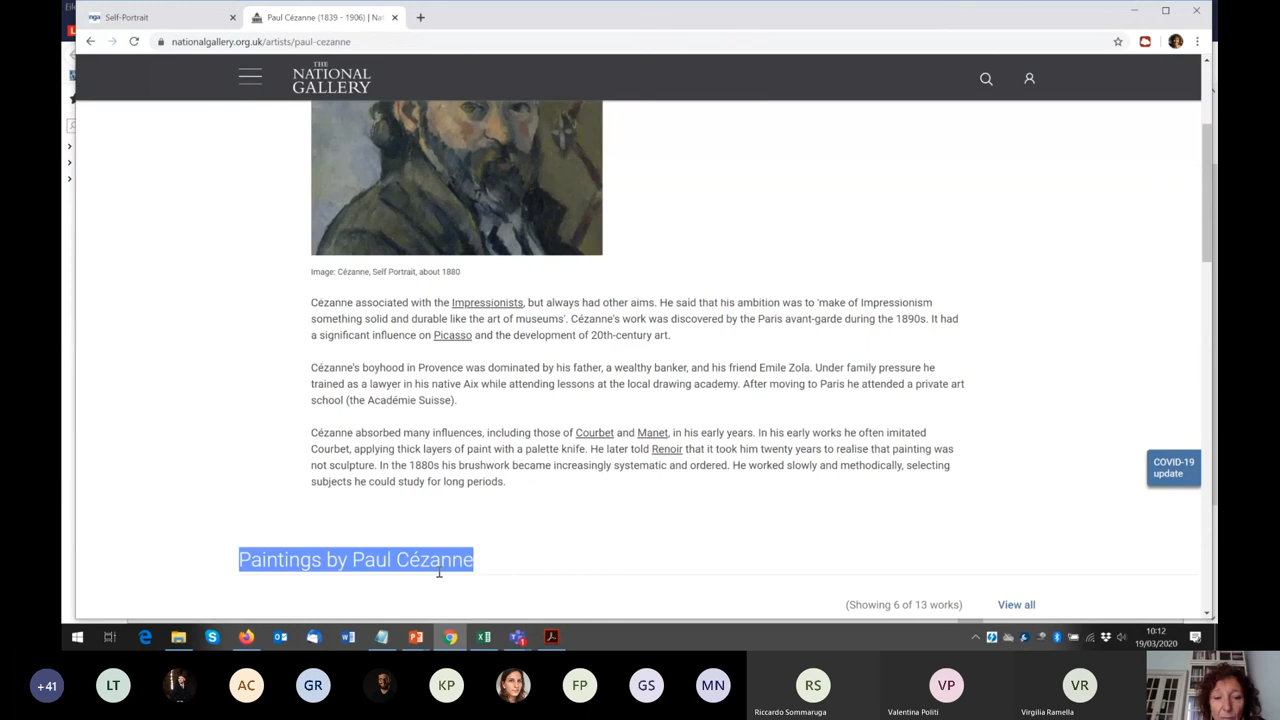 nga Self-Portrait
Paul Cézanne (1839 - 1906) | Nat
nationalgallery.org.uk/artists/paul-cezanne
THE
NATIONAL
GALLERY
Image: Cézanne, Self Portrait, about 1880
Cézanne associated with the Impressionists, but always had other aims. He said that his ambition was to 'make of Impressionism
something solid and durable like the art of museums'. Cézanne's work was discovered by the Paris avant-garde during the 1890s. It had
a significant influence on Picasso and the development of 20th-century art.
Cézanne's boyhood in Provence was dominated by his father, a wealthy banker, and his friend Emile Zola. Under family pressure he
trained as a lawyer in his native Aix while attending lessons at the local drawing academy. After moving to Paris he attended a private art
school (the Académie Suisse).
Cézanne absorbed many influences, including those of Courbet and Manet, in his early years. In his early works he often imitated
Courbet, applying thick layers of paint with a palette knife. He later told Renoir that it took him twenty years to realise that painting was
not sculpture. In the 1880s his brushwork became increasingly systematic and ordered. He worked slowly and methodically, selecting
subjects he could study for long periods.
COVID-19
update
Paintings by Paul Cézanne
(Showing 6 of 13 works) View all
10:12
19/03/2020
+41 LT AC GR KP FP GS MN RS VP VR
Riccardo Sommaruga Valentina Politi Virgilia Ramella